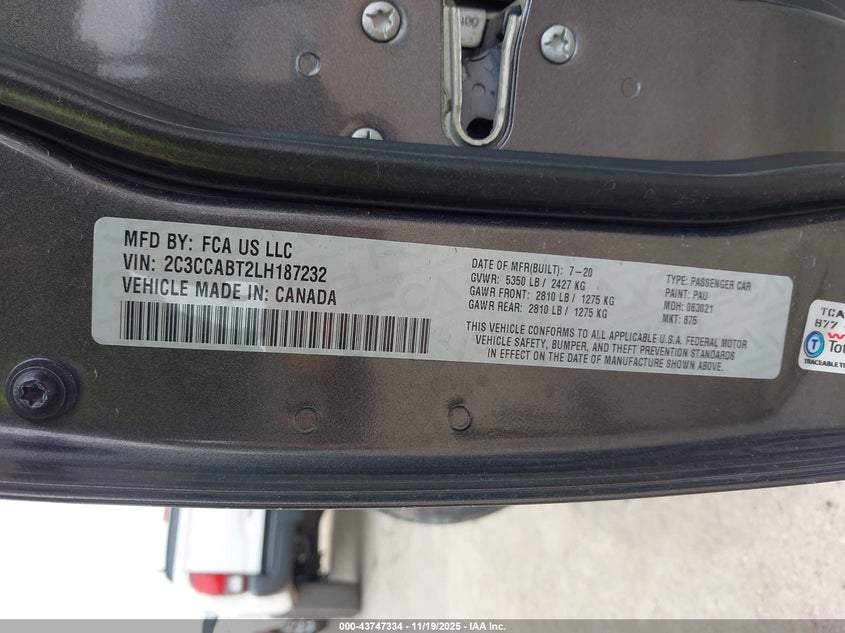 MFD BY: FCA US LLC
VIN: 2C3CCABT2LH187232
VEHICLE MADE IN: CANADA
DATE OF MFR(BUILT): 7-20
GVWR: 5350 LB / 2427 KG
GAWR FRONT: 2810 LB / 1275 KG
GAWR REAR: 2810 LB / 1275 KG
TYPE: PASSENGER CAR
PAINT: PAU
MDH: 063021
MKT: 875
THIS VEHICLE CONFORMS TO ALL APPLICABLE U.S.A. FEDERAL MOTOR
VEHICLE SAFETY, BUMPER, AND THEFT PREVENTION STANDARDS
IN EFFECT ON THE DATE OF MANUFACTURE SHOWN ABOVE.
877
000-43747334 | 11/19/2025 - IAA Inc.